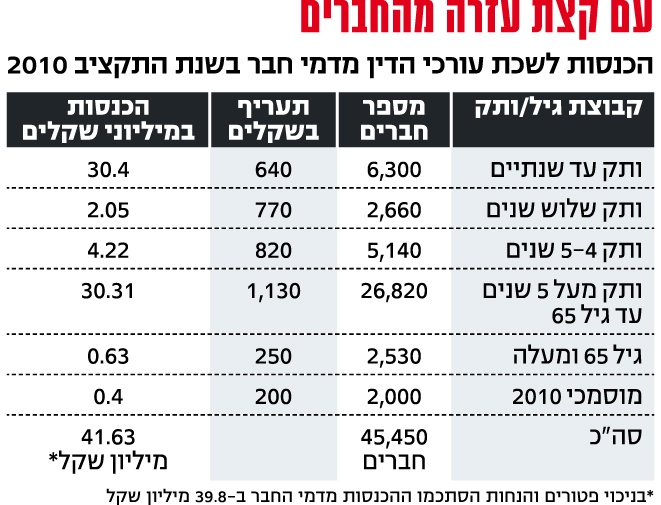 עם קצת עזרה מהחברים
הכנסות לשכת עורכי הדין מדמי חבר בשנת התקציב 2010
קבוצת גיל/ותק מספר חברים תעריף בשקלים הכנסות במיליוני שקלים
ותק עד שנתיים 6,300 640 30.4
ותק שלוש שנים 2,660 770 2.05
ותק 4–5 שנים 5,140 820 4.22
ותק מעל 5 שנים עד גיל 65 26,820 1,130 30.31
גיל 65 ומעלה 2,530 250 0.63
מוסמכי 2010 2,000 200 0.4
סה"כ 45,450 חברים 41.63 מיליון שקל*
*בניכוי פטורים והנחות הסתכמו ההכנסות מדמי החבר ב-39.8 מיליון שקל